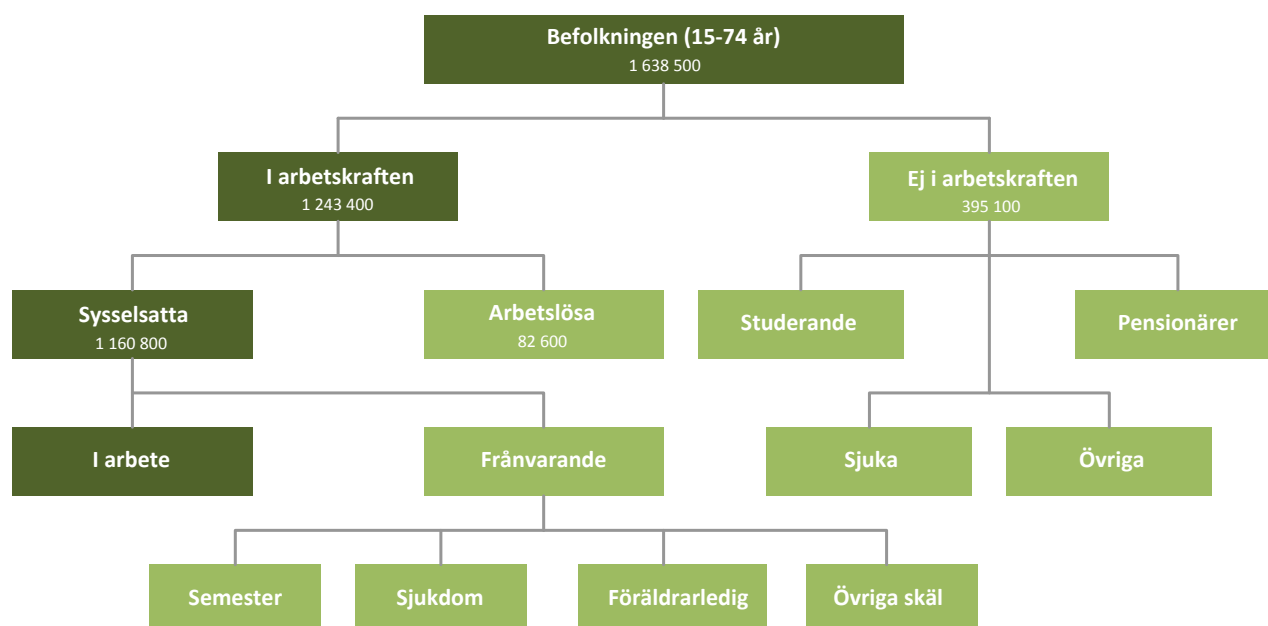 Befolkningen (15-74 år)
1 638 500
I arbetskraften
1 243 400
Ej i arbetskraften
395 100
Sysselsatta
1 160 800
Arbetslösa
82 600
Studerande
Pensionärer
I arbete
Frånvarande
Sjuka
Övriga
Semester
Sjukdom
Föräldrarledig
Övriga skäl